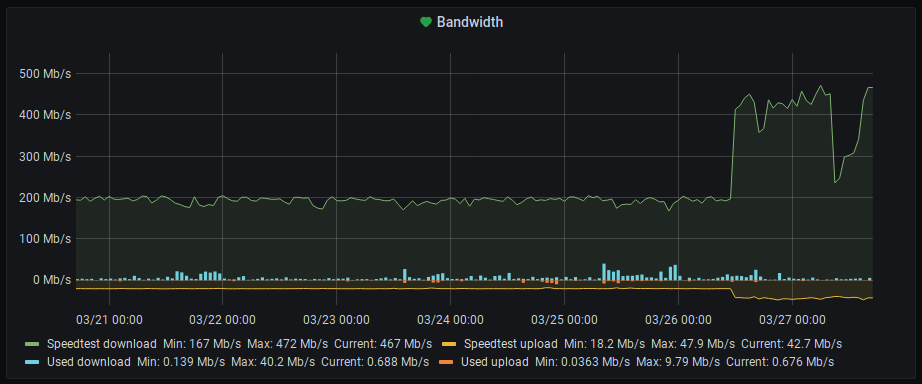 Bandwidth
500 Mb/s
400 Mb/s
300 Mb/s
200 Mb/s
100 Mb/s
0 Mb/s
03/21 00:00 03/22 00:00 03/23 00:00 03/24 00:00 03/25 00:00 03/26 00:00 03/27 00:00
Speedtest download Min: 167 Mb/s Max: 472 Mb/s Current: 467 Mb/s Speedtest upload Min: 18.2 Mb/s Max: 47.9 Mb/s Current: 42.7 Mb/s
Used download Min: 0.139 Mb/s Max: 40.2 Mb/s Current: 0.688 Mb/s Used upload Min: 0.0363 Mb/s Max: 9.79 Mb/s Current: 0.676 Mb/s